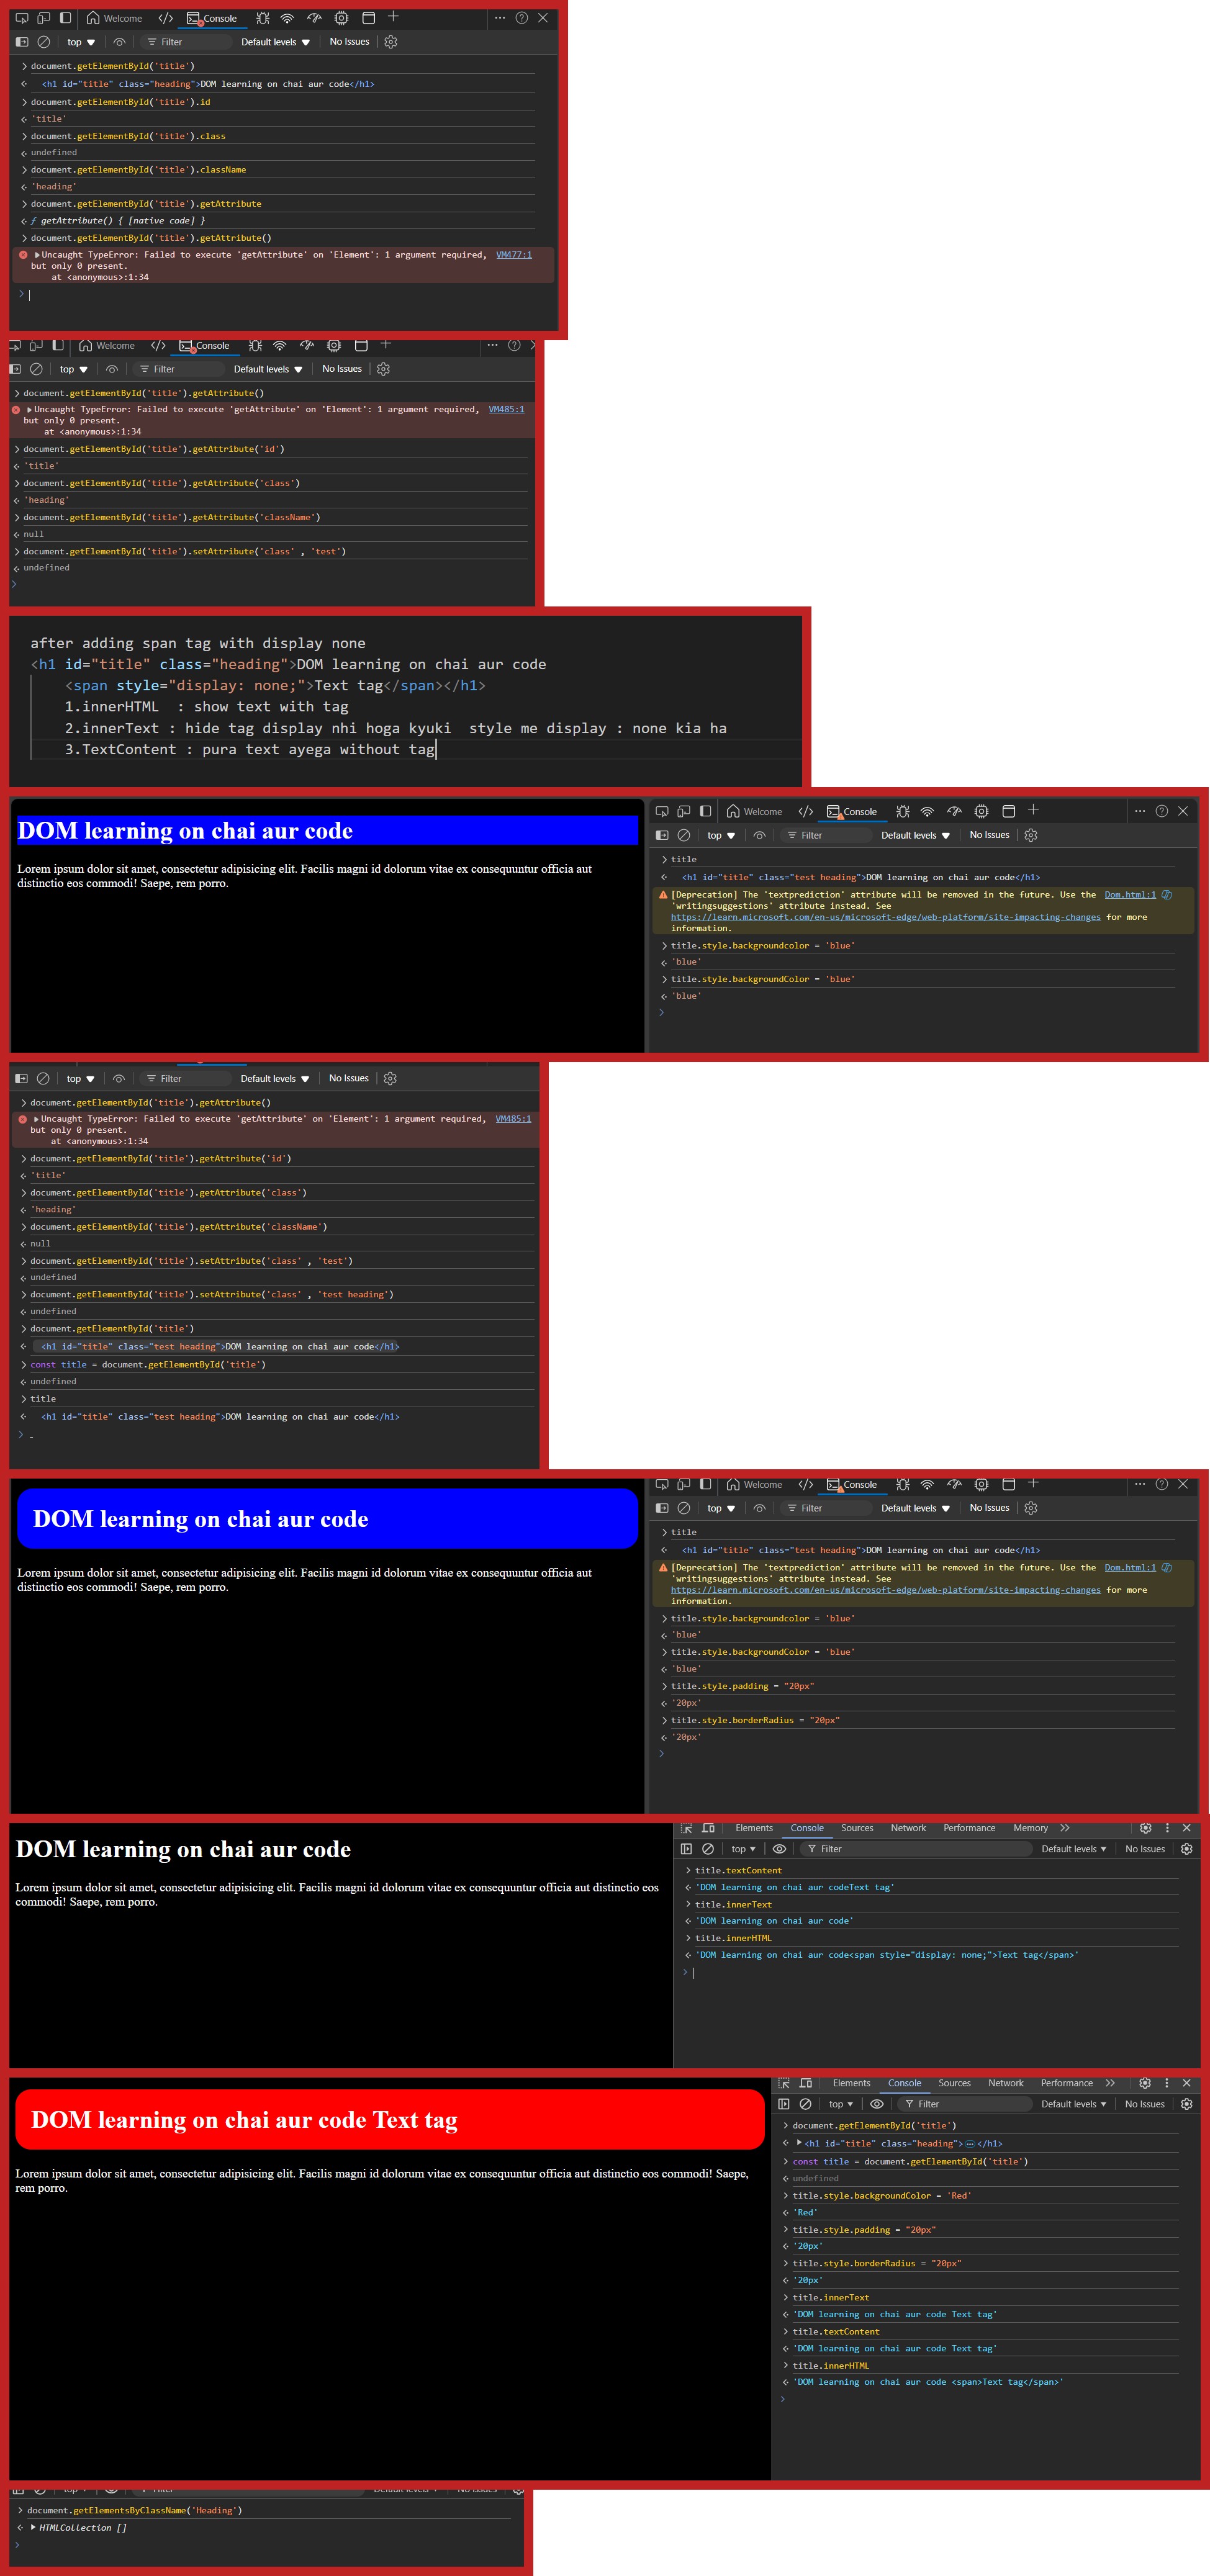 Welcome
Console
top
Filter
Default levels
No Issues
document.getElementById('title')
<h1 id="title" class="heading">DOM learning on chai aur code</h1>
document.getElementById('title').id
'title'
document.getElementById('title').class
undefined
document.getElementById('title').className
'heading'
document.getElementById('title').getAttribute
ƒ getAttribute() { [native code] }
document.getElementById('title').getAttribute()
Uncaught TypeError: Failed to execute 'getAttribute' on 'Element': 1 argument required, VM477:1
but only 0 present.
at <anonymous>:1:34
Welcome
Console
top
Filter
Default levels
No Issues
document.getElementById('title').getAttribute()
Uncaught TypeError: Failed to execute 'getAttribute' on 'Element': 1 argument required, VM485:1
but only 0 present.
at <anonymous>:1:34
document.getElementById('title').getAttribute('id')
'title'
document.getElementById('title').getAttribute('class')
'heading'
document.getElementById('title').getAttribute('className')
null
document.getElementById('title').setAttribute('class' , 'test')
undefined
after adding span tag with display none
<h1 id="title" class="heading">DOM learning on chai aur code
<span style="display: none;">Text tag</span></h1>
1.innerHTML  : show text with tag
2.innerText : hide tag display nhi hoga kyuki  style me display : none kia ha
3.TextContent : pura text ayega without tag
DOM learning on chai aur code
Lorem ipsum dolor sit amet, consectetur adipisicing elit. Facilis magni id dolorum vitae ex consequuntur officia aut
distinctio eos commodi! Saepe, rem porro.
Welcome
Console
top
Filter
Default levels
No Issues
title
<h1 id="title" class="test heading">DOM learning on chai aur code</h1>
[Deprecation] The 'textprediction' attribute will be removed in the future. Use the Dom.html:1
'writingsuggestions' attribute instead. See
https://learn.microsoft.com/en-us/microsoft-edge/web-platform/site-impacting-changes for more
information.
title.style.backgroundcolor = 'blue'
'blue'
title.style.backgroundColor = 'blue'
'blue'
top
Filter
Default levels
No Issues
document.getElementById('title').getAttribute()
Uncaught TypeError: Failed to execute 'getAttribute' on 'Element': 1 argument required, VM485:1
but only 0 present.
at <anonymous>:1:34
document.getElementById('title').getAttribute('id')
'title'
document.getElementById('title').getAttribute('class')
'heading'
document.getElementById('title').getAttribute('className')
null
document.getElementById('title').setAttribute('class' , 'test')
undefined
document.getElementById('title').setAttribute('class' , 'test heading')
undefined
document.getElementById('title')
<h1 id="title" class="test heading">DOM learning on chai aur code</h1>
const title = document.getElementById('title')
undefined
title
<h1 id="title" class="test heading">DOM learning on chai aur code</h1>
DOM learning on chai aur code
Lorem ipsum dolor sit amet, consectetur adipisicing elit. Facilis magni id dolorum vitae ex consequuntur officia aut
distinctio eos commodi! Saepe, rem porro.
Welcome
Console
top
Filter
Default levels
No Issues
title
<h1 id="title" class="test heading">DOM learning on chai aur code</h1>
[Deprecation] The 'textprediction' attribute will be removed in the future. Use the Dom.html:1
'writingsuggestions' attribute instead. See
https://learn.microsoft.com/en-us/microsoft-edge/web-platform/site-impacting-changes for more
information.
title.style.backgroundcolor = 'blue'
'blue'
title.style.backgroundColor = 'blue'
'blue'
title.style.padding = "20px"
'20px'
title.style.borderRadius = "20px"
'20px'
DOM learning on chai aur code
Lorem ipsum dolor sit amet, consectetur adipisicing elit. Facilis magni id dolorum vitae ex consequuntur officia aut distinctio eos
commodi! Saepe, rem porro.
Elements
Console
Sources
Network
Performance
Memory
top
Filter
Default levels
No Issues
title.textContent
'DOM learning on chai aur codeText tag'
title.innerText
'DOM learning on chai aur code'
title.innerHTML
'DOM learning on chai aur code<span style="display: none;">Text tag</span>'
DOM learning on chai aur code Text tag
Lorem ipsum dolor sit amet, consectetur adipisicing elit. Facilis magni id dolorum vitae ex consequuntur officia aut distinctio eos commodi! Saepe,
rem porro.
Elements
Console
Sources
Network
Performance
top
Filter
Default levels
No Issues
document.getElementById('title')
<h1 id="title" class="heading">…</h1>
const title = document.getElementById('title')
undefined
title.style.backgroundColor = 'Red'
'Red'
title.style.padding = "20px"
'20px'
title.style.borderRadius = "20px"
'20px'
title.innerText
'DOM learning on chai aur code Text tag'
title.textContent
'DOM learning on chai aur code Text tag'
title.innerHTML
'DOM learning on chai aur code <span>Text tag</span>'
document.getElementsByClassName('Heading')
HTMLCollection []